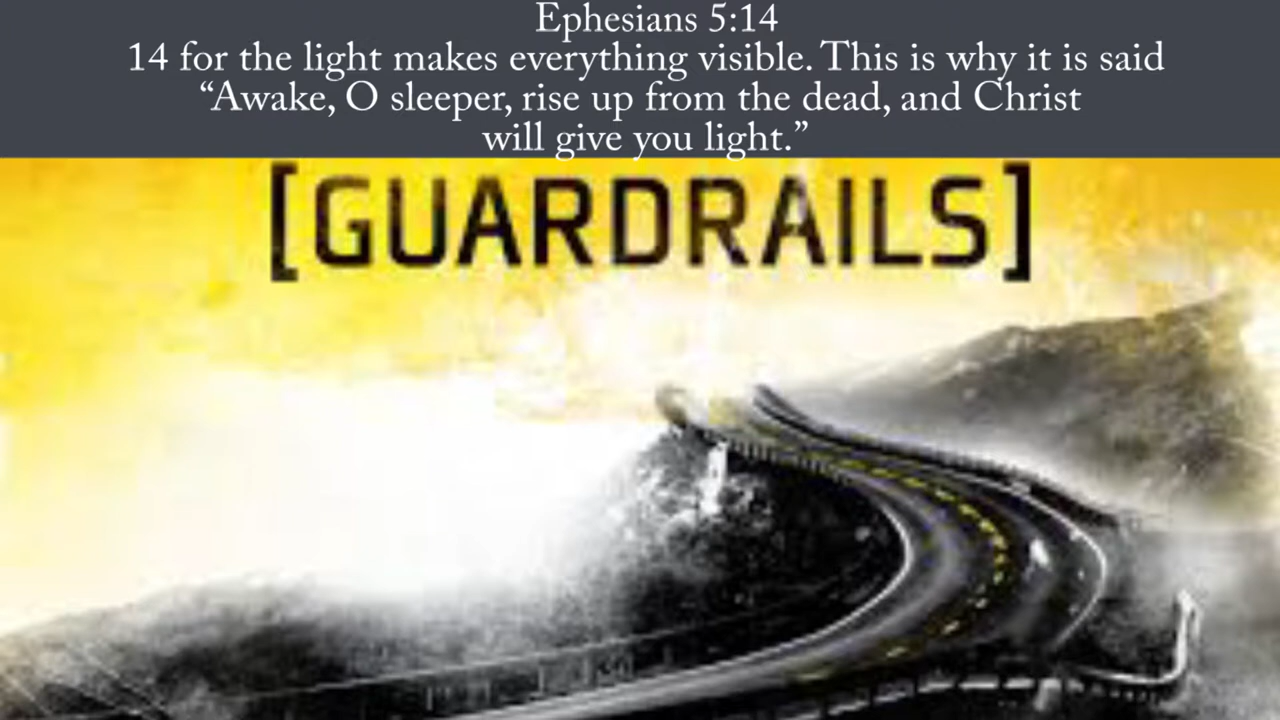 Ephesians 5:14
14 for the light makes everything visible. This is why it is said
“Awake, O sleeper, rise up from the dead, and Christ
will give you light.”
[GUARDRAILS]